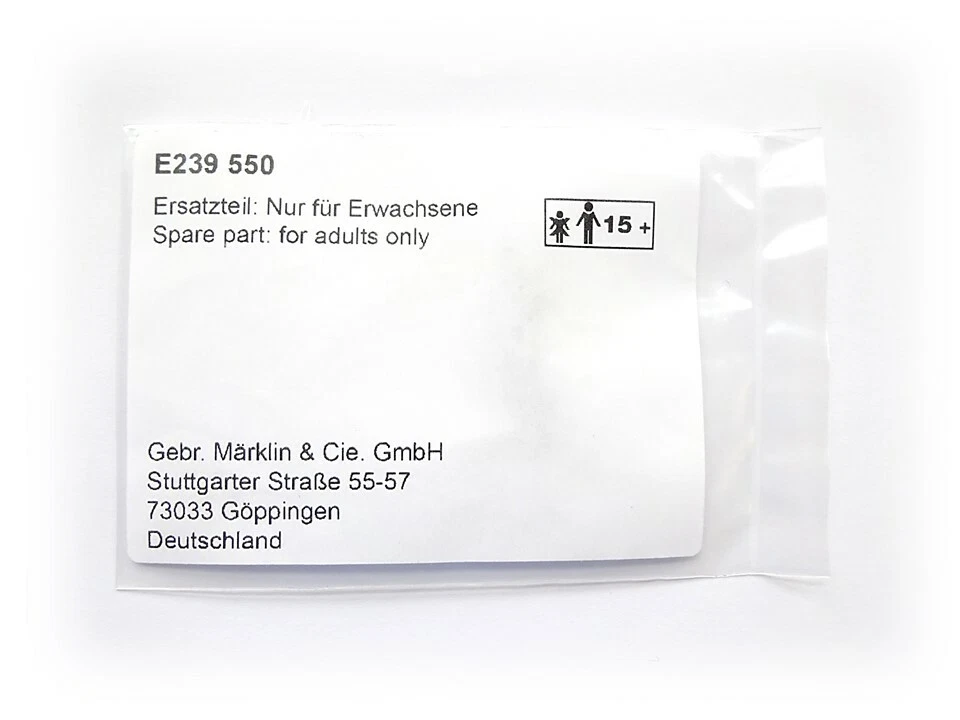 E239 550
Ersatzteil: Nur für Erwachsene
Spare part: for adults only
15 +
Gebr. Märklin & Cie. GmbH
Stuttgarter Straße 55-57
73033 Göppingen
Deutschland